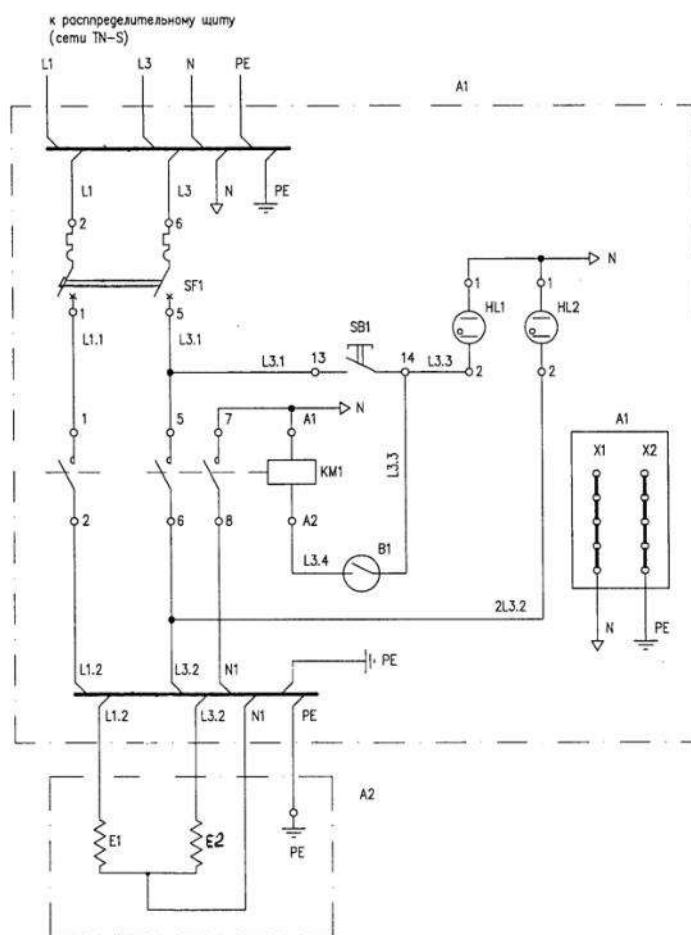 к расппределительному щиту
(сети TN-S)
L1 L3 N PE
A1
L1 L3 N PE
2 6
SF1
1 5
L1.1 L3.1
N
1 1
HL1 HL2
SB1
L3.1 13 14 L3.3 2 2
1 5 7 A1 N
A1
X1 X2
KM1
L3.3
2 6 8 A2
L3.4 B1
2L3.2
N PE
L1.2 L3.2 N1 PE
L1.2 L3.2 N1 PE
A2
E1 E2
PE